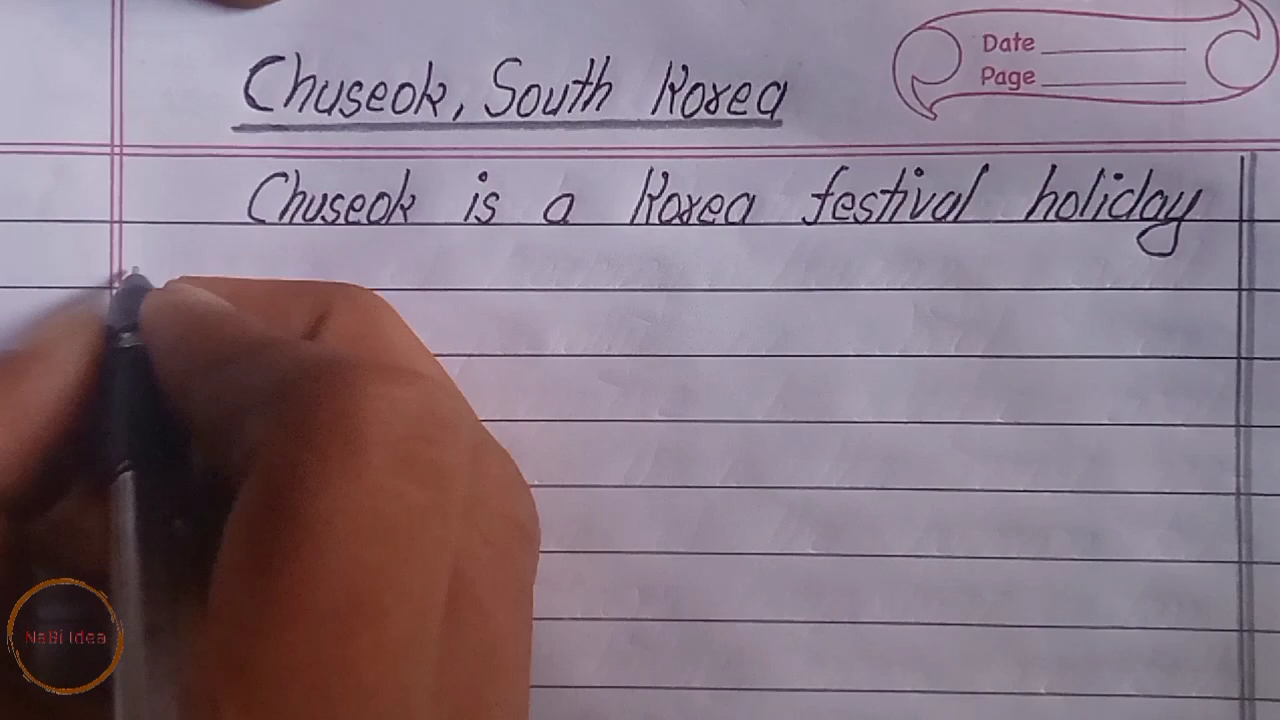 Chuseok, South Korea
Date
Page
Chuseok is a Korea festival holiday
NaBi Idea